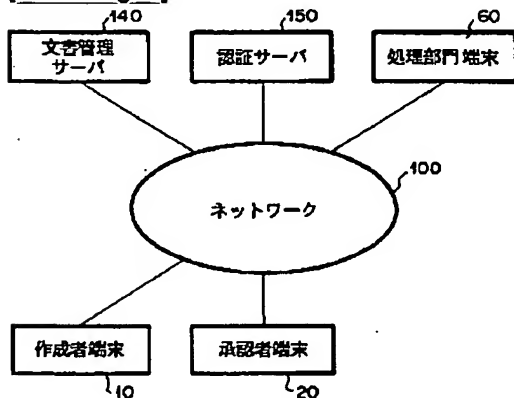 140
150
60
文書管理
サーバ
認証サーバ
処理部門端末
100
ネットワーク
作成者端末
承認者端末
10
20